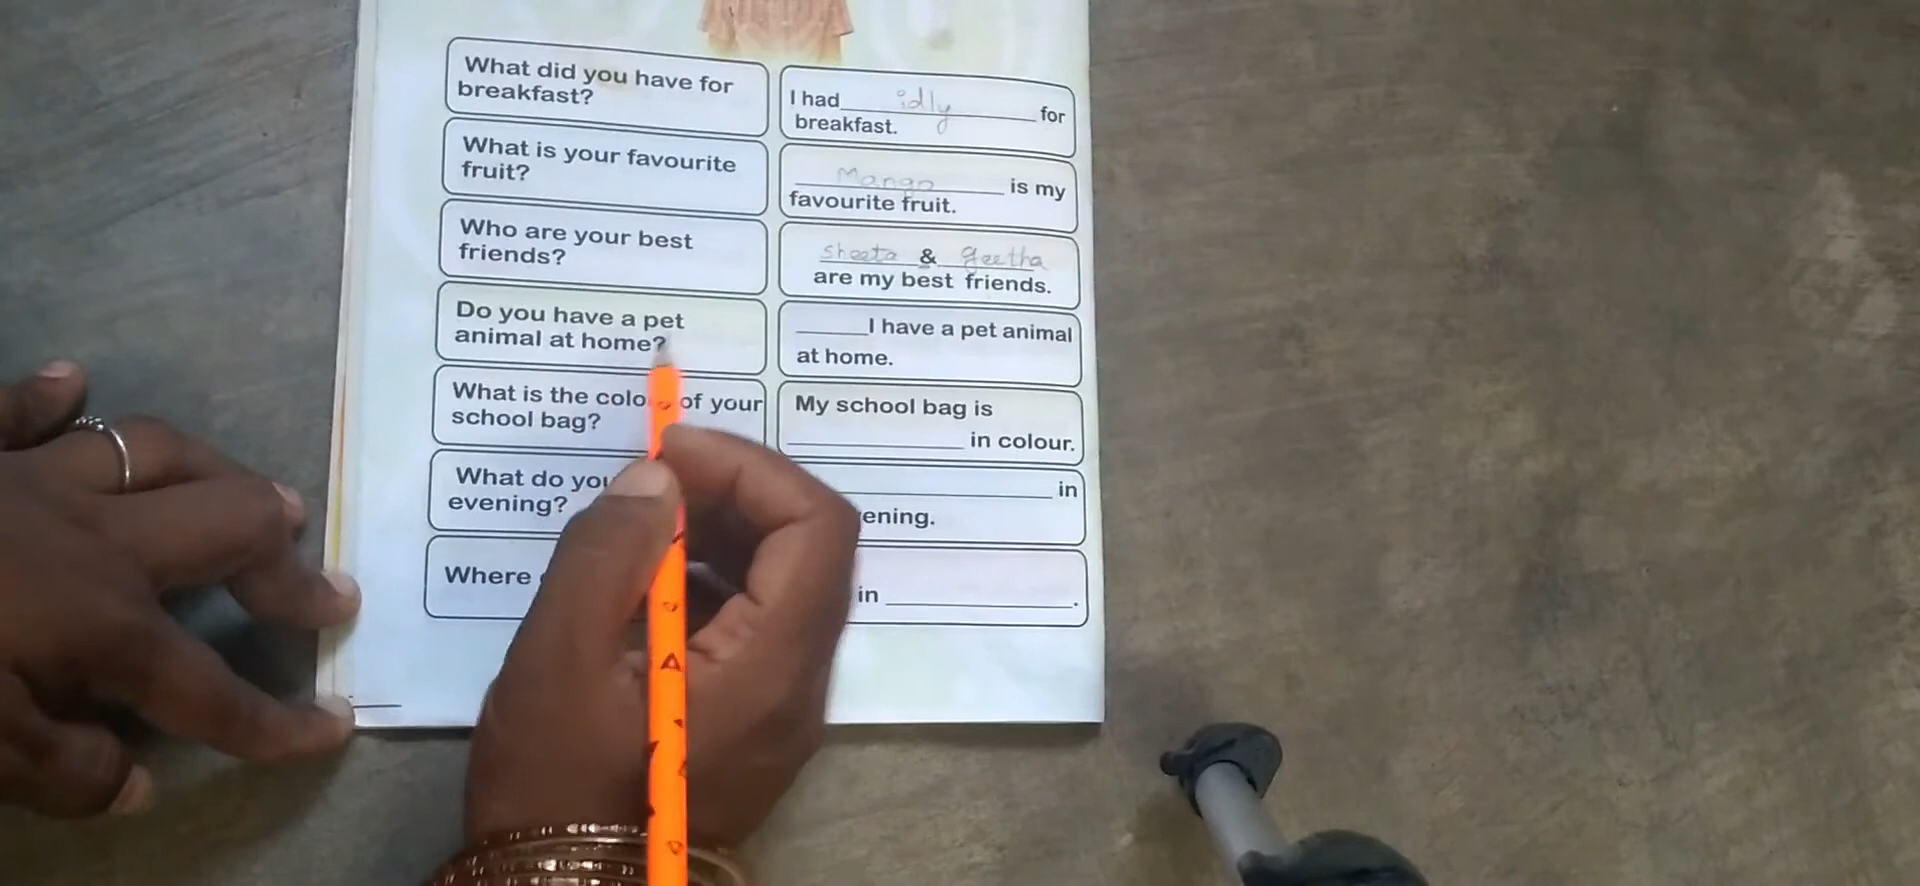 What did you have for
breakfast?
I had idly for
breakfast.
What is your favourite
fruit?
Mango is my
favourite fruit.
Who are your best
friends?
sheeta & geetha
are my best friends.
Do you have a pet
animal at home?
I have a pet animal
at home.
What is the of your
school bag?
My school bag is
in colour.
What do
evening?
in
Where
in .